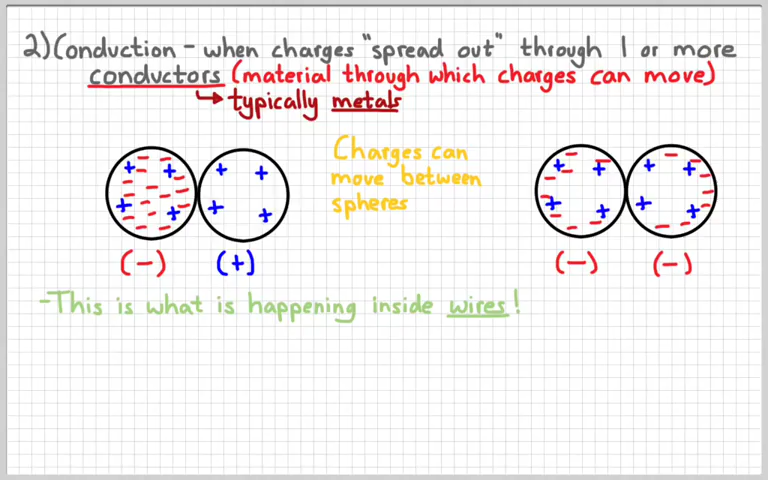 2) Conduction - when charges "spread out" through 1 or more
conductors (material through which charges can move)
typically metals
Charges can
move between
spheres
(-) (+) (-) (-)
-This is what is happening inside wires!